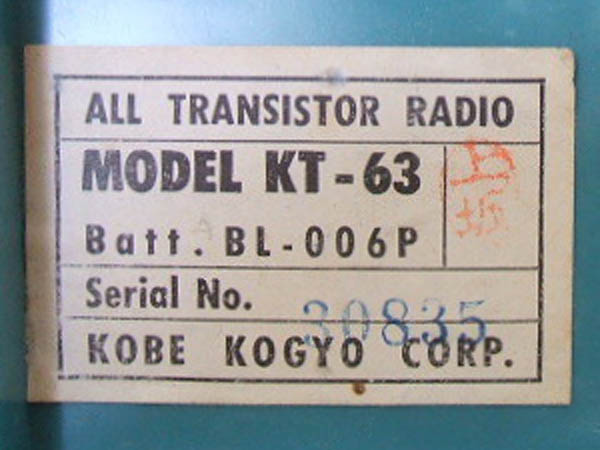 ALL TRANSISTOR RADIO
MODEL KT-63
Batt. BL-006P
Serial No. 30835
KOBE KOGYO CORP.